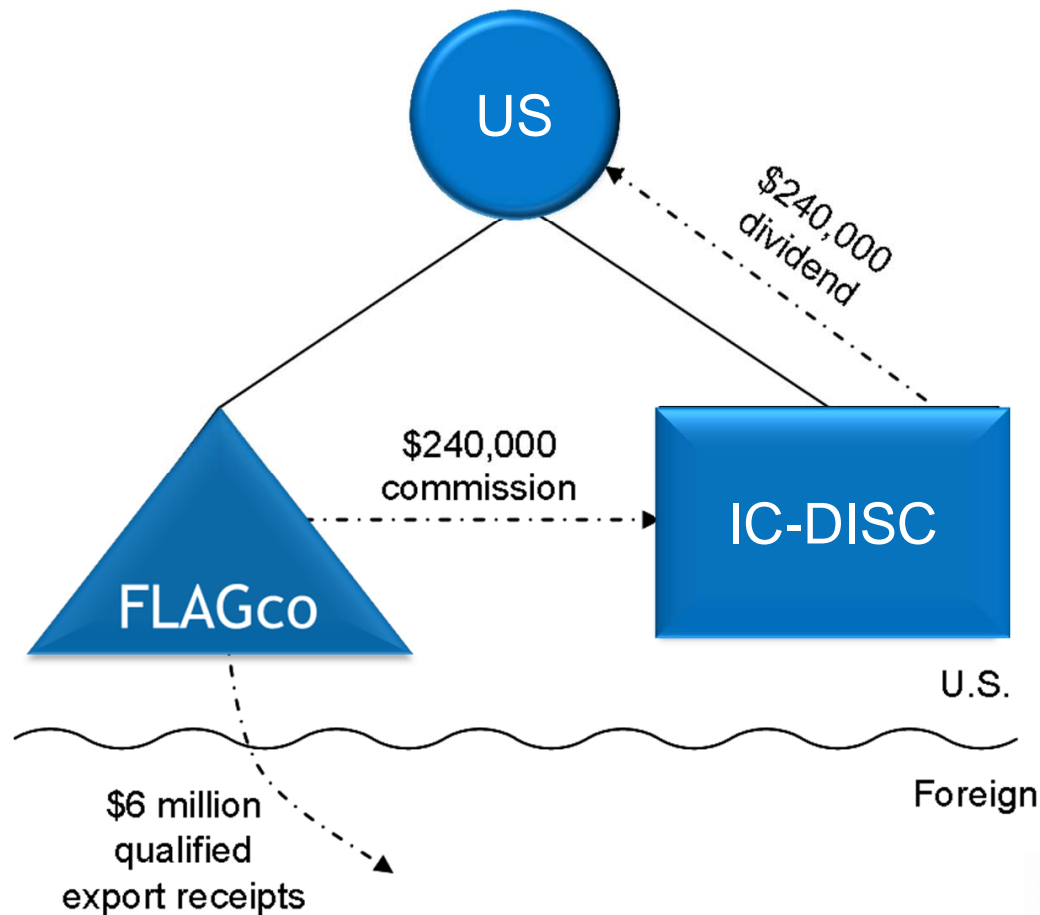 US
$240,000
dividend
$240,000
commission
FLAGco
IC-DISC
U.S.
Foreign
$6 million
qualified
export receipts